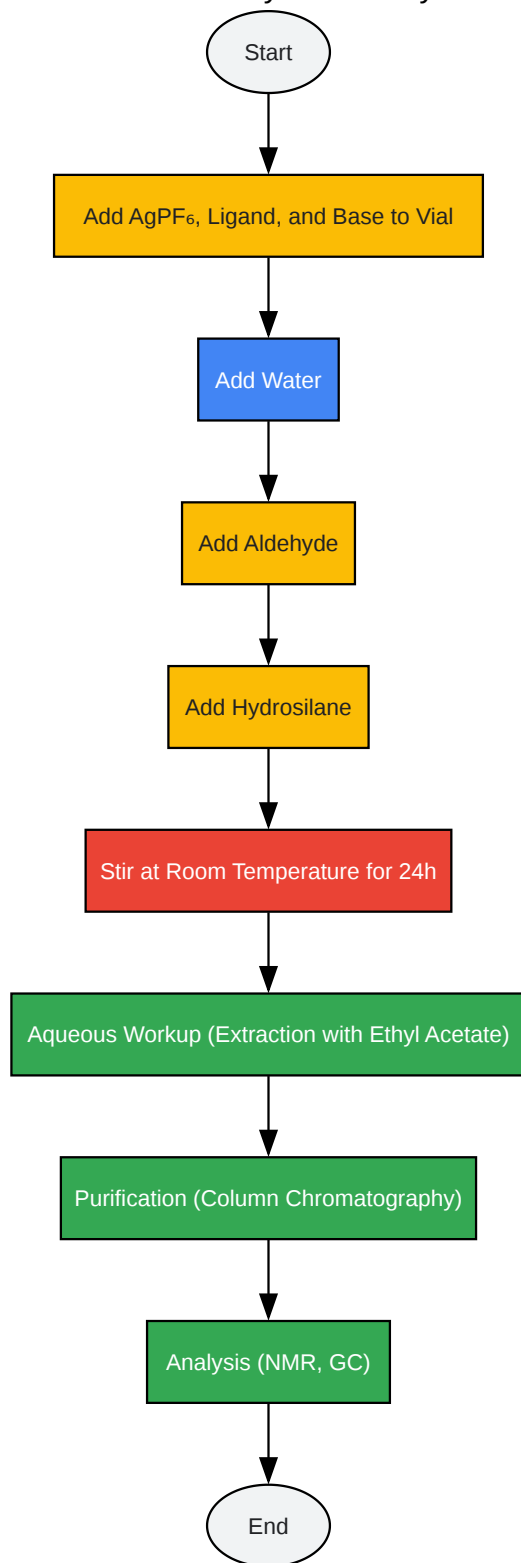 Start
Add AgPF₆, Ligand, and Base to Vial
Add Water
Add Aldehyde
Add Hydrosilane
Stir at Room Temperature for 24h
Aqueous Workup (Extraction with Ethyl Acetate)
Purification (Column Chromatography)
Analysis (NMR, GC)
End